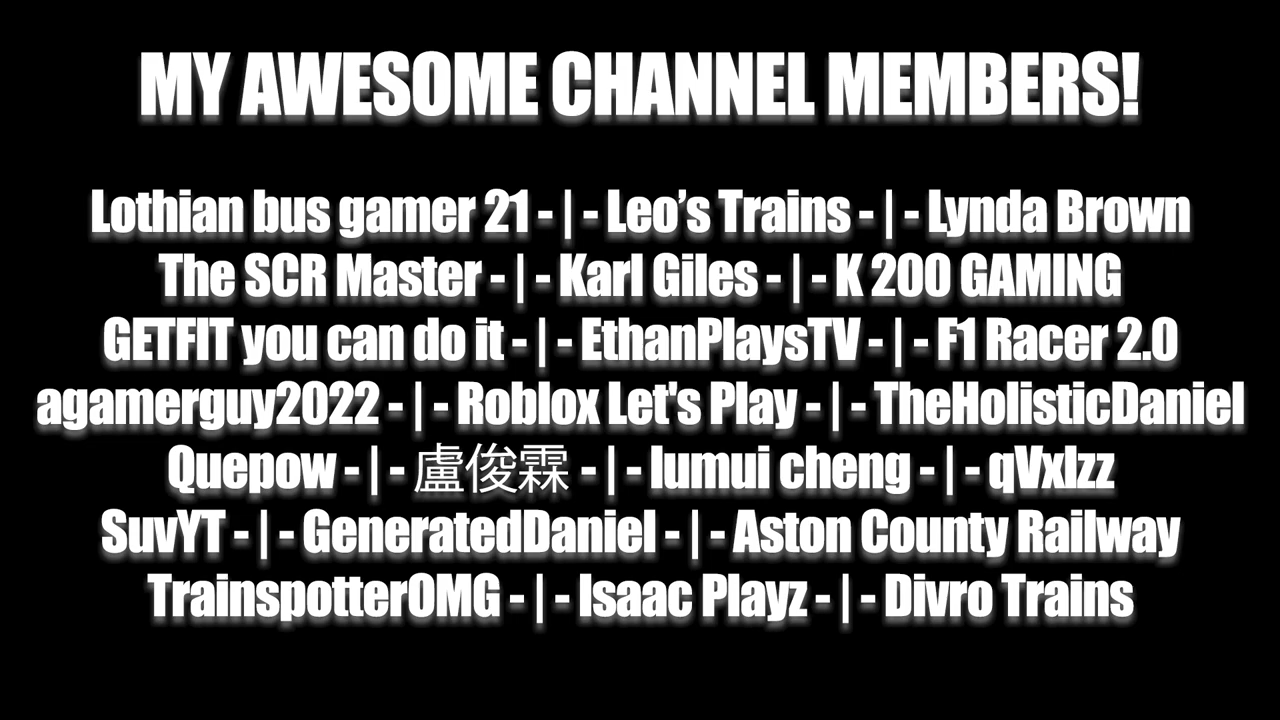 MY AWESOME CHANNEL MEMBERS!
Lothian bus gamer 21 - | - Leo’s Trains - | - Lynda Brown
The SCR Master - | - Karl Giles - | - K 200 GAMING
GETFIT you can do it - | - EthanPlaysTV - | - F1 Racer 2.0
agamerguy2022 - | - Roblox Let's Play - | - TheHolisticDaniel
Quepow - | - 盧俊霖 - | - lumui cheng - | - qVxlzz
SuvYT - | - GeneratedDaniel - | - Aston County Railway
TrainspotterOMG - | - Isaac Playz - | - Divro Trains